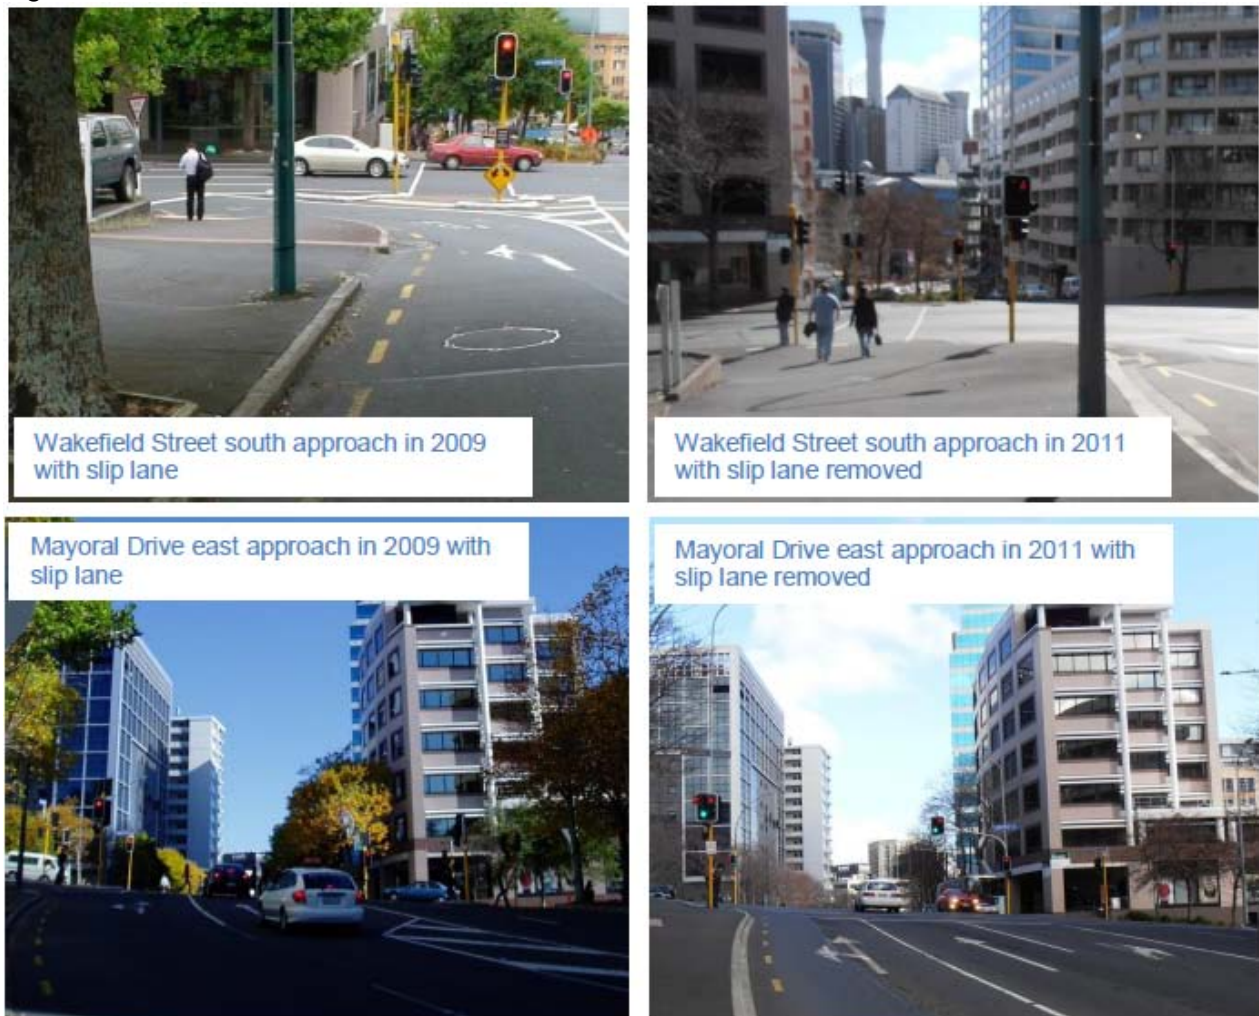 Wakefield Street south approach in 2009
with slip lane
Wakefield Street south approach in 2011
with slip lane removed
Mayoral Drive east approach in 2009 with
slip lane
Mayoral Drive east approach in 2011 with
slip lane removed